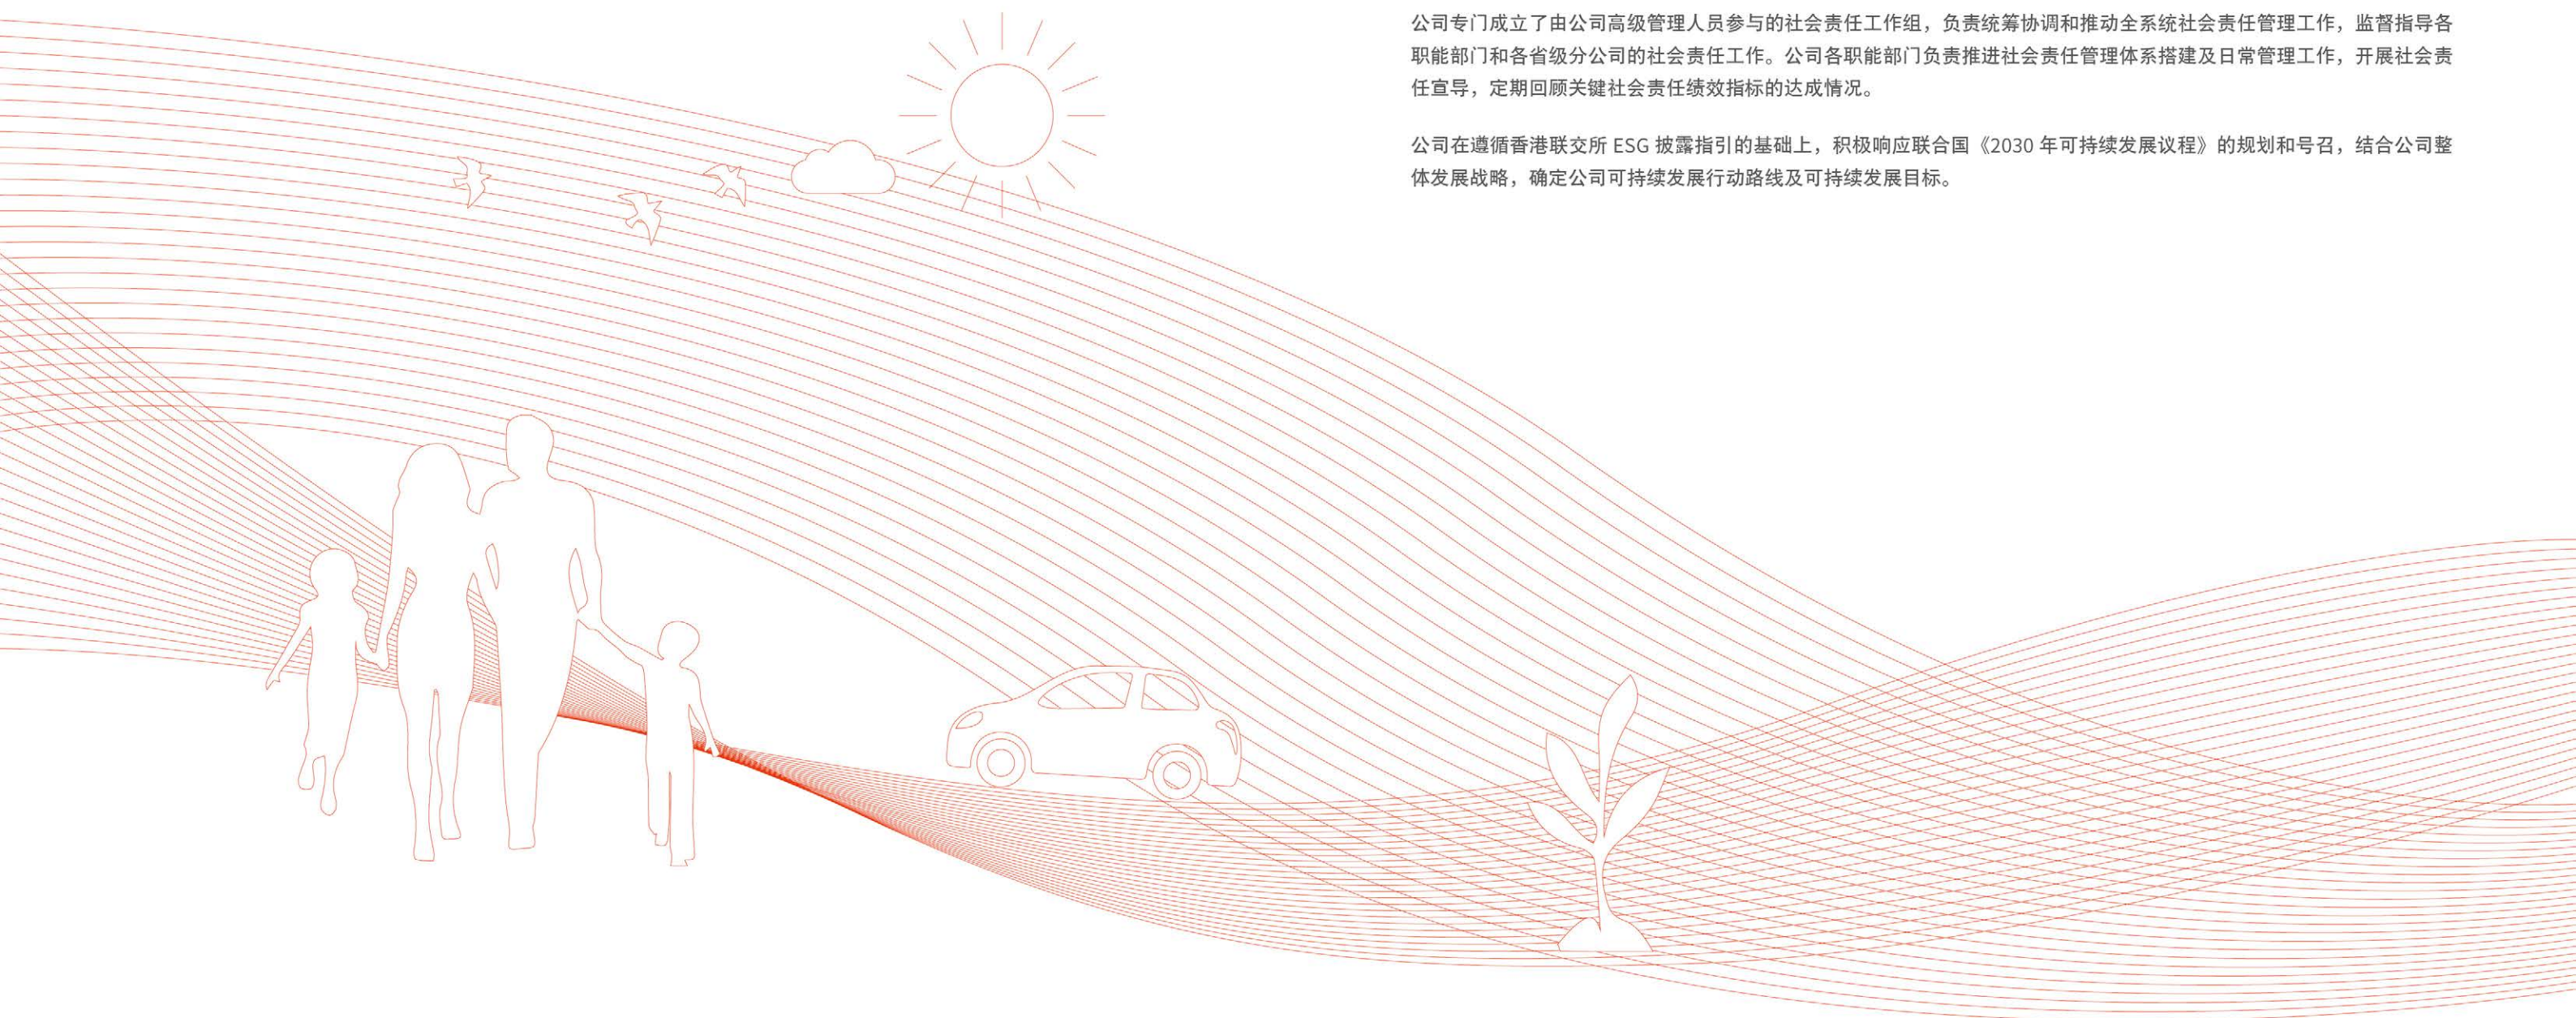 公司专门成立了由公司高级管理人员参与的社会责任工作组，负责统筹协调和推动全系统社会责任管理工作，监督指导各
职能部门和各省级分公司的社会责任工作。公司各职能部门负责推进社会责任管理体系搭建及日常管理工作，开展社会责
任宣导，定期回顾关键社会责任绩效指标的达成情况。
公司在遵循香港联交所 ESG 披露指引的基础上，积极响应联合国《2030 年可持续发展议程》的规划和号召，结合公司整
体发展战略，确定公司可持续发展行动路线及可持续发展目标。